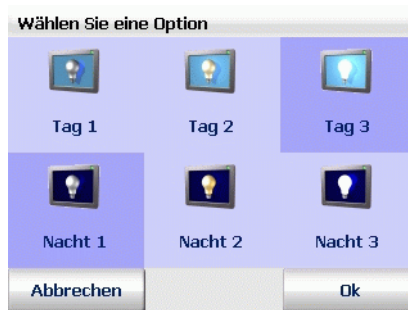 Wählen Sie eine Option
Tag 1 Tag 2 Tag 3
Nacht 1 Nacht 2 Nacht 3
Abbrechen Ok